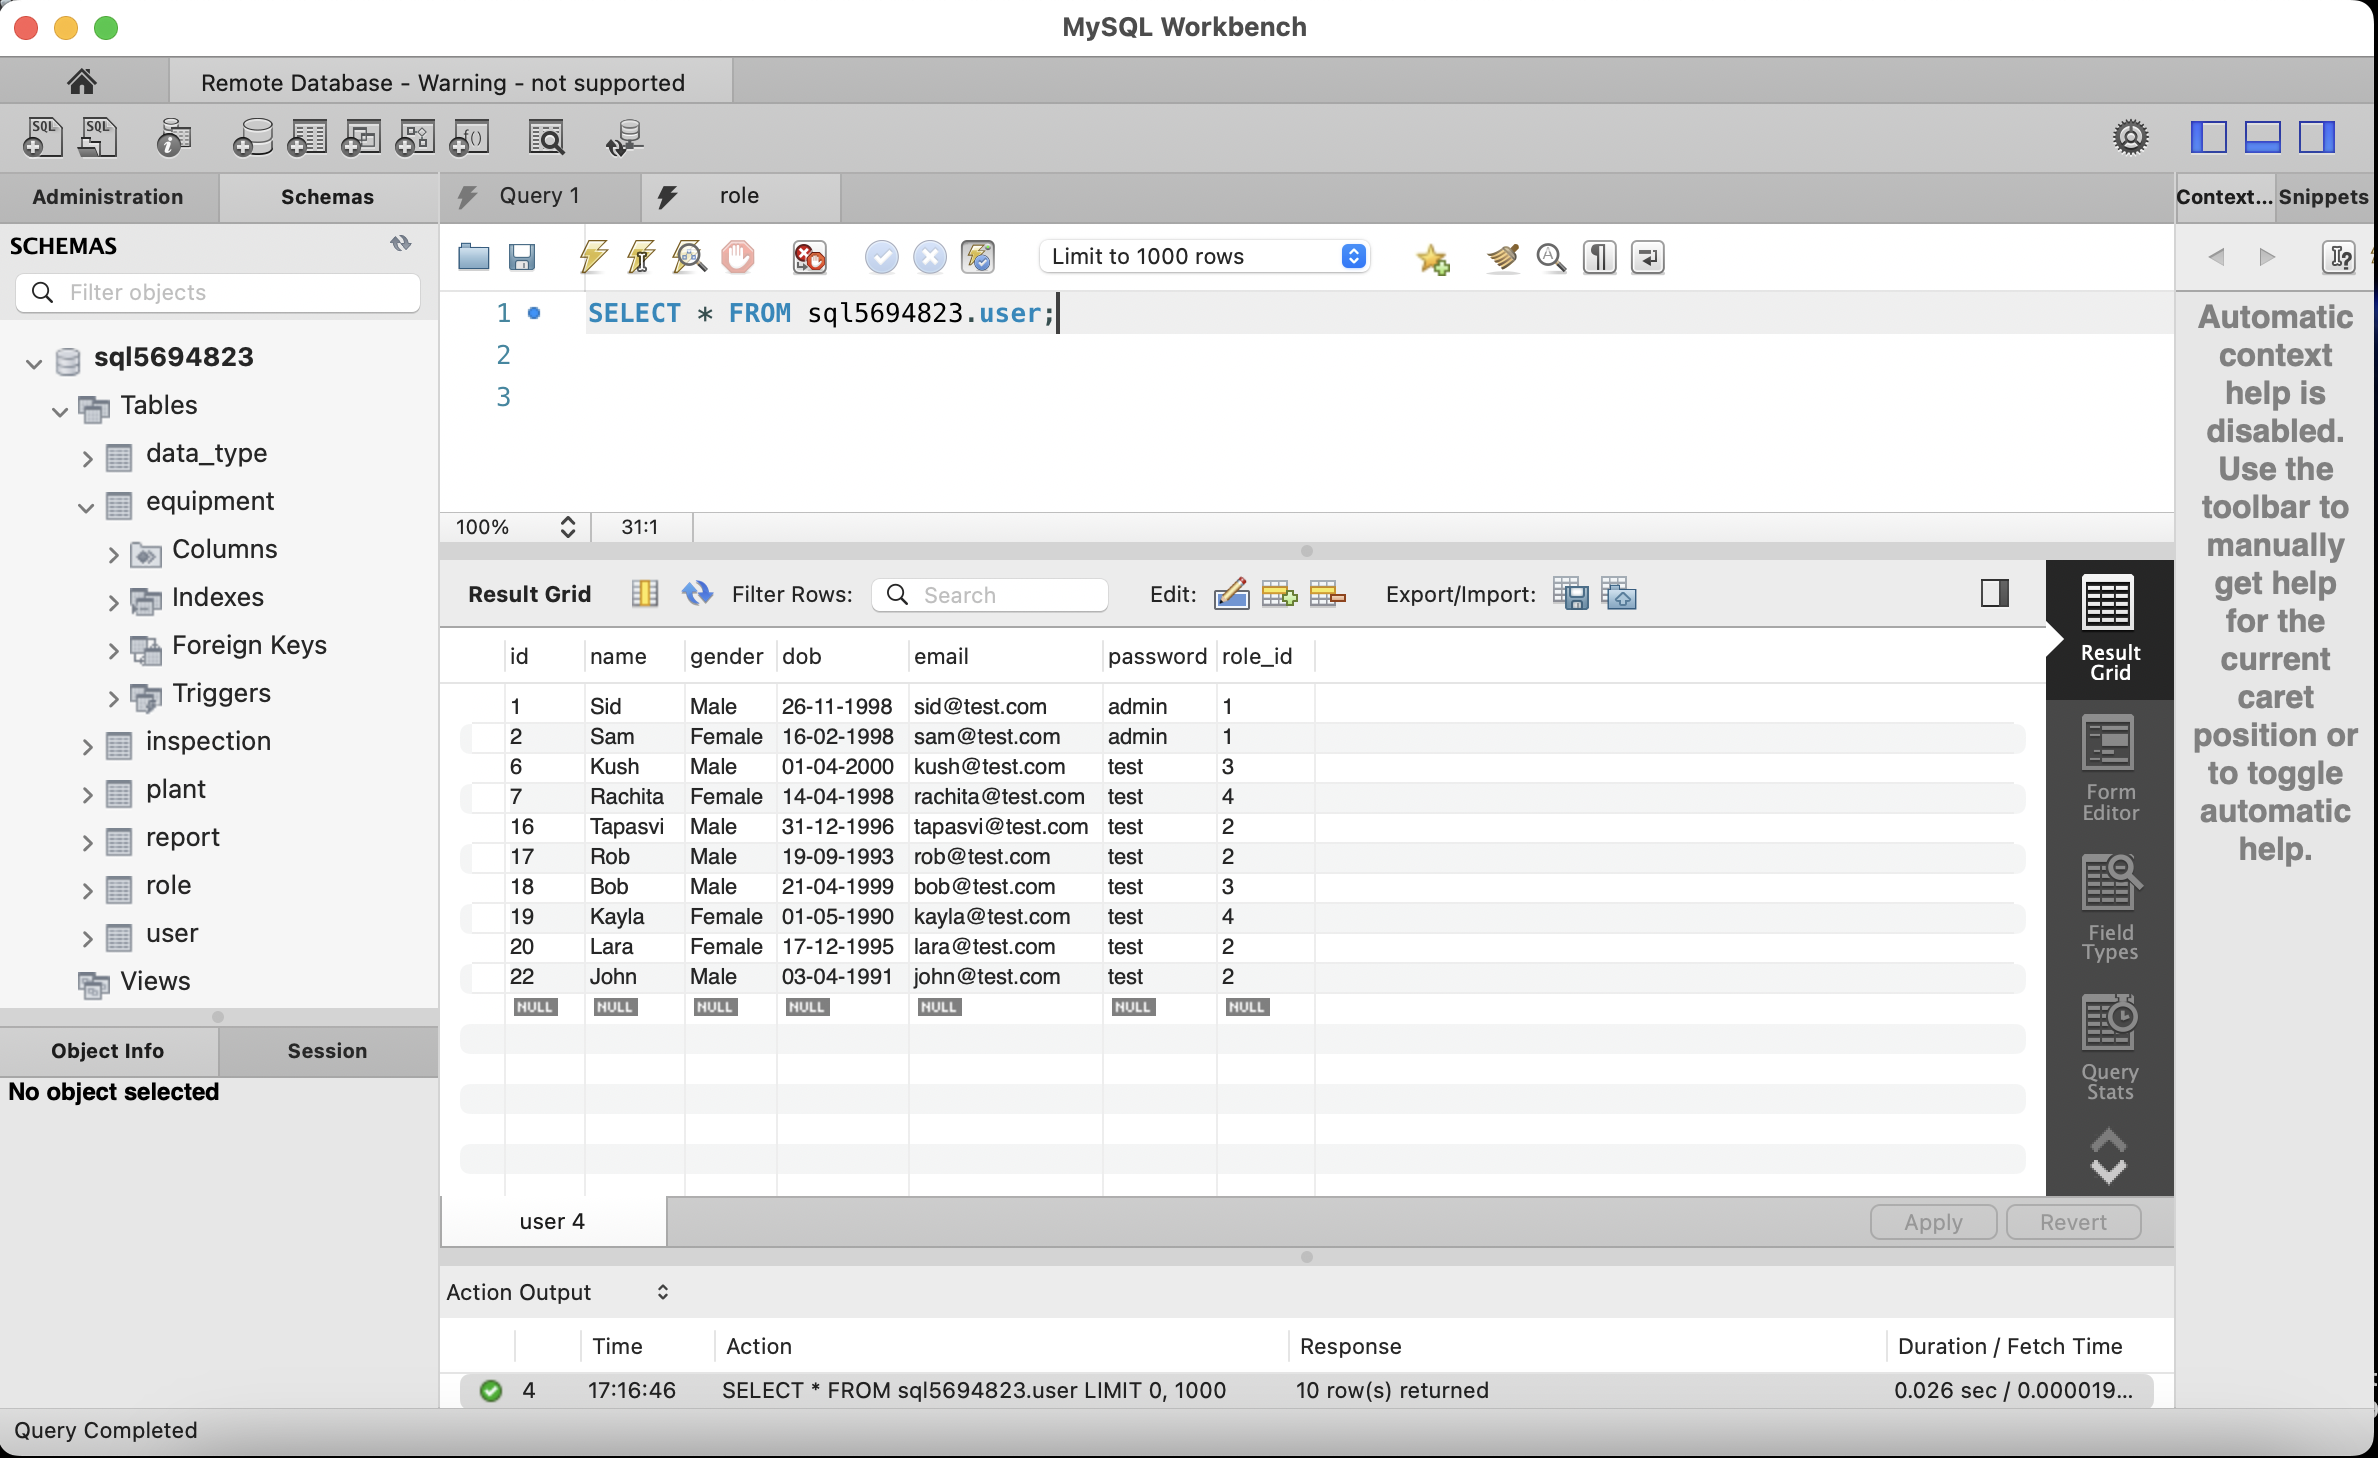 MySQL Workbench
Remote Database - Warning - not supported
Administration
Schemas
Query 1
role
Context...
Snippets
SCHEMAS
Filter objects
Limit to 1000 rows
1 SELECT * FROM sql5694823.user;
2
3
sql5694823
Tables
data_type
equipment
Columns
Indexes
Foreign Keys
Triggers
inspection
plant
report
role
user
Views
Object Info
Session
No object selected
100%
31:1
Result Grid
Filter Rows:
Search
Edit:
Export/Import:
id name gender dob email password role_id
1 Sid Male 26-11-1998 sid@test.com admin 1
2 Sam Female 16-02-1998 sam@test.com admin 1
6 Kush Male 01-04-2000 kush@test.com test 3
7 Rachita Female 14-04-1998 rachita@test.com test 4
16 Tapasvi Male 31-12-1996 tapasvi@test.com test 2
17 Rob Male 19-09-1993 rob@test.com test 2
18 Bob Male 21-04-1999 bob@test.com test 3
19 Kayla Female 01-05-1990 kayla@test.com test 4
20 Lara Female 17-12-1995 lara@test.com test 2
22 John Male 03-04-1991 john@test.com test 2
NULL NULL NULL NULL NULL NULL NULL
Result
Grid
Form
Editor
Field
Types
Query
Stats
Automatic
context
help is
disabled.
Use the
toolbar to
manually
get help
for the
current
caret
position or
to toggle
automatic
help.
user 4
Apply
Revert
Action Output
Time Action Response Duration / Fetch Time
4 17:16:46 SELECT * FROM sql5694823.user LIMIT 0, 1000 10 row(s) returned 0.026 sec / 0.000019...
Query Completed